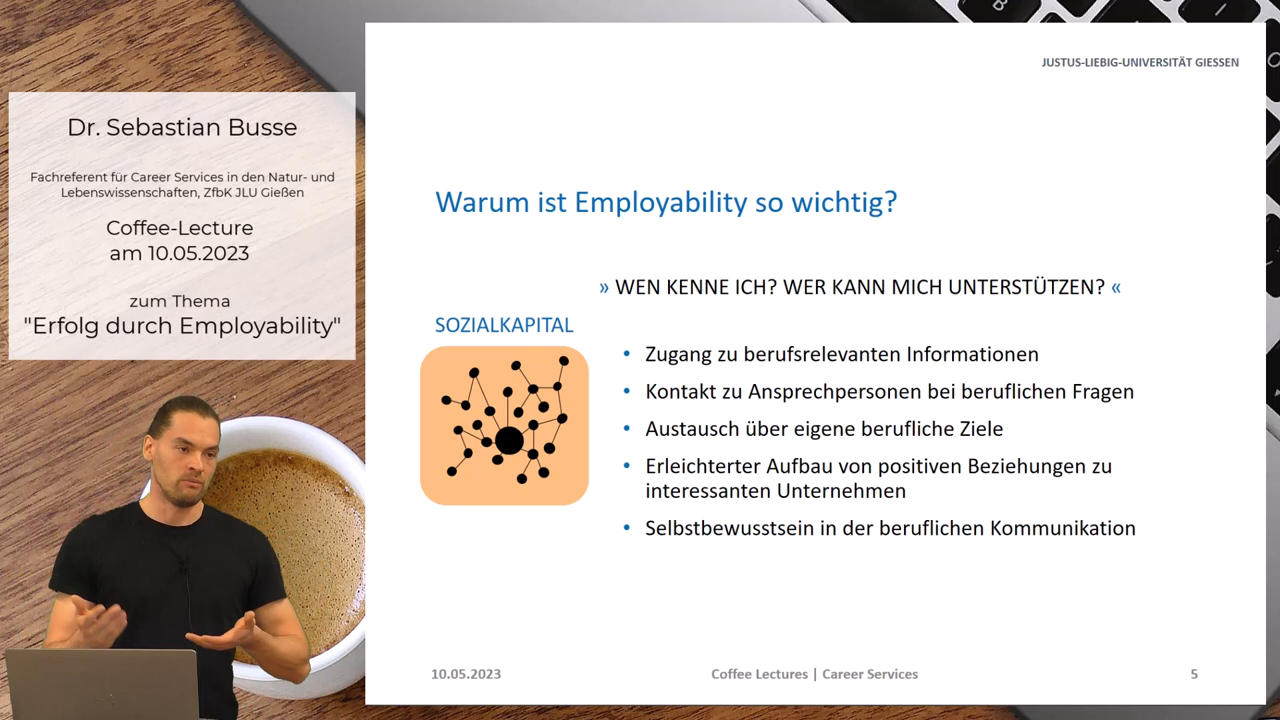 Dr. Sebastian Busse
Fachreferent für Career Services in den Natur- und
Lebenswissenschaften, ZfbK JLU Gießen
Coffee-Lecture
am 10.05.2023
zum Thema
"Erfolg durch Employability"
JUSTUS-LIEBIG-UNIVERSITÄT GIESSEN
Warum ist Employability so wichtig?
» WEN KENNE ICH? WER KANN MICH UNTERSTÜTZEN? «
SOZIALKAPITAL
• Zugang zu berufsrelevanten Informationen
• Kontakt zu Ansprechpersonen bei beruflichen Fragen
• Austausch über eigene berufliche Ziele
• Erleichterter Aufbau von positiven Beziehungen zu
interessanten Unternehmen
• Selbstbewusstsein in der beruflichen Kommunikation
10.05.2023
Coffee Lectures | Career Services
5